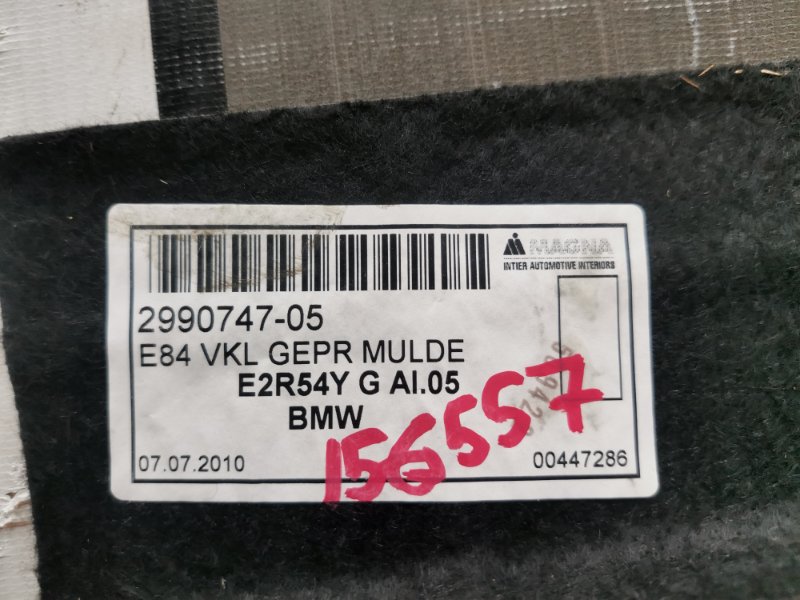 MAGNA
INTIER AUTOMOTIVE INTERIORS
2990747-05
E84 VKL GEPR MULDE
E2R54Y G AI.05
BMW
156557
07.07.2010
00447286